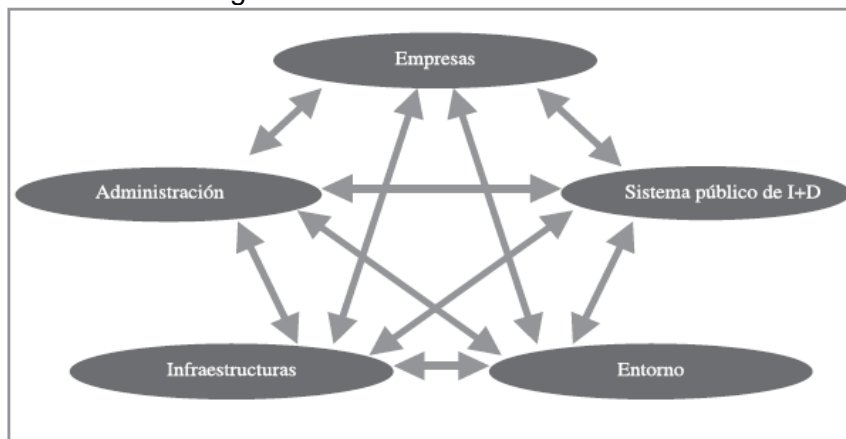 Empresas
Administración
Sistema público de I+D
Infraestructuras
Entorno